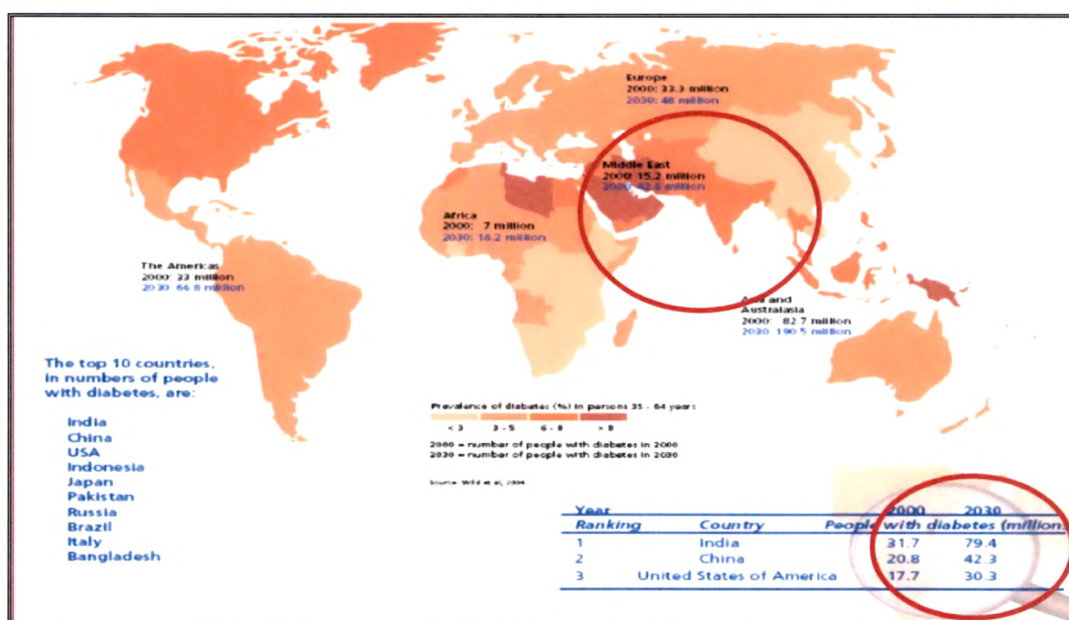 Europe
2000: 33.3 million
2030: 48 million
Middle East
2000: 15.2 million
2030: 42.6 million
Africa
2000: 7 million
2030: 18.2 million
The Americas
2000: 33 million
2030: 66.8 million
Asia and
Australasia
2000: 82.7 million
2030: 190.5 million
The top 10 countries,
in numbers of people
with diabetes, are:
India
China
USA
Indonesia
Japan
Pakistan
Russia
Brazil
Italy
Bangladesh
Prevalence of diabetes (%) in persons 35 - 64 years
< 3 3 - 5 6 - 8 > 8
2000 = number of people with diabetes in 2000
2030 = number of people with diabetes in 2030
Source: Wild et al, 2004
Year 2000 2030
Ranking Country People with diabetes (millions
1 India 31.7 79.4
2 China 20.8 42.3
3 United States of America 17.7 30.3